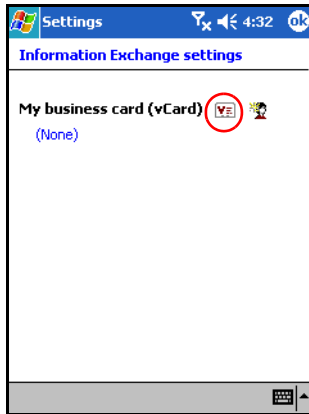 Settings 4:32 ok
Information Exchange settings
My business card (vCard)
(None)